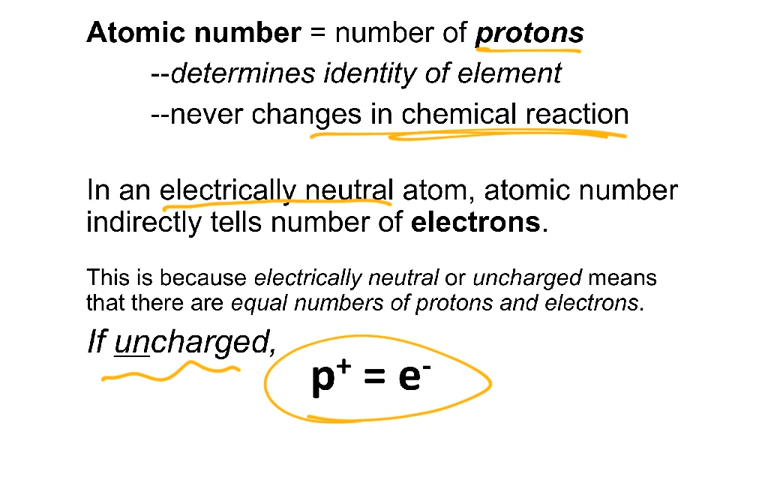 Atomic number = number of protons
--determines identity of element
--never changes in chemical reaction
In an electrically neutral atom, atomic number
indirectly tells number of electrons.
This is because electrically neutral or uncharged means
that there are equal numbers of protons and electrons.
If uncharged,
p⁺ = e⁻